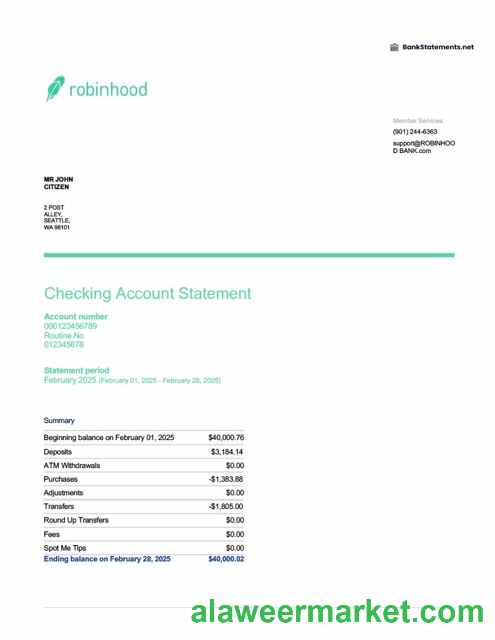 BankStatements.net
robinhood
Member Services
(901) 244-6363
support@ROBINHOO
D BANK.com
MR JOHN
CITIZEN
2 POST
ALLEY,
SEATTLE,
WA 98101
Checking Account Statement
Account number
000123456789
Routine No
012345678
Statement period
February 2025 (February 01, 2025 - February 28, 2025)
Summary
Beginning balance on February 01, 2025 $40,000.76
Deposits $3,184.14
ATM Withdrawals $0.00
Purchases -$1,383.88
Adjustments $0.00
Transfers -$1,805.00
Round Up Transfers $0.00
Fees $0.00
Spot Me Tips $0.00
Ending balance on February 28, 2025 $40,000.02
alaweermarket.com